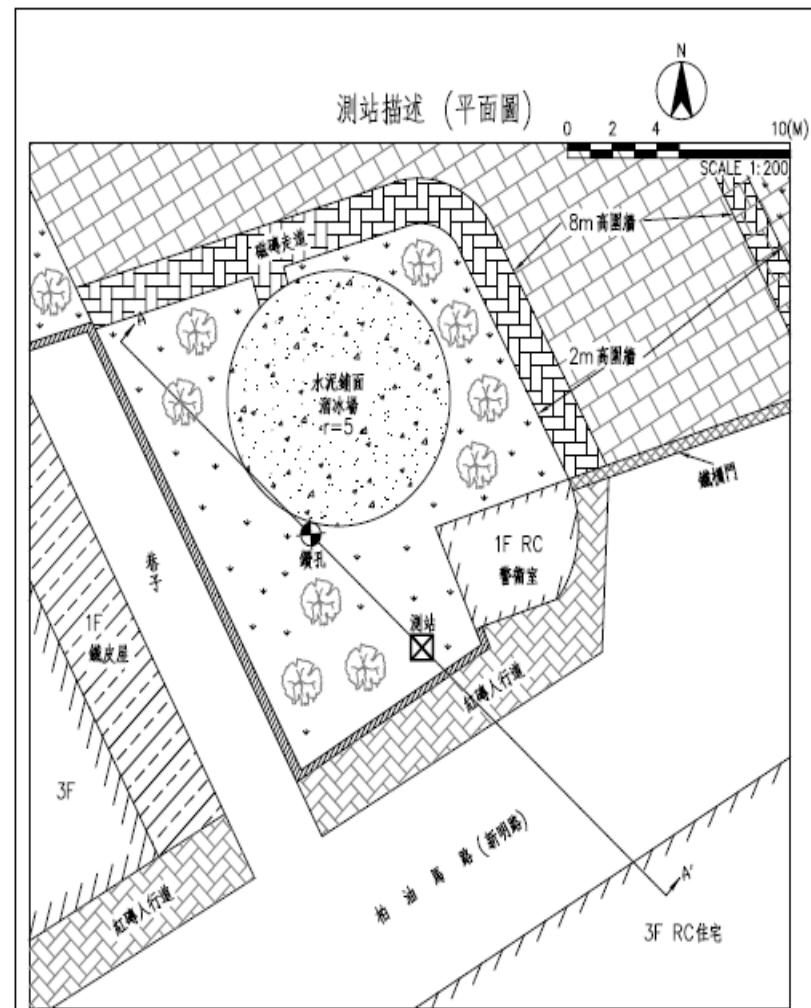 N
測站描述 (平面圖)
0 2 4 10(M)
SCALE 1:200
8m高圍牆
磁磚走道
A
2m高圍牆
水泥鋪面
溜冰場
r=5
鐵柵門
鑽孔
1F RC
警衛室
巷子
測站
1F
鐵皮屋
紅磚人行道
3F
柏油馬路(新明路)
A'
紅磚人行道
3F RC住宅